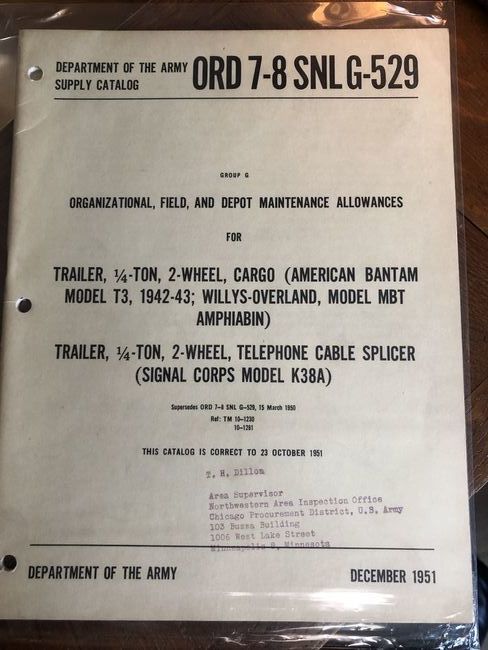 DEPARTMENT OF THE ARMY ORD 7-8 SNL G-529
SUPPLY CATALOG
GROUP G
ORGANIZATIONAL, FIELD, AND DEPOT MAINTENANCE ALLOWANCES
FOR
TRAILER, ¼-TON, 2-WHEEL, CARGO (AMERICAN BANTAM
MODEL T3, 1942-43; WILLYS-OVERLAND, MODEL MBT
AMPHIABIN)
TRAILER, ¼-TON, 2-WHEEL, TELEPHONE CABLE SPLICER
(SIGNAL CORPS MODEL K38A)
Supersedes ORD 7-8 SNL G-529, 15 March 1950
Ref: TM 10-1230
10-1281
THIS CATALOG IS CORRECT TO 23 OCTOBER 1951
T. H. Dillon
Area Supervisor
Northwestern Area Inspection Office
Chicago Procurement District, U.S. Army
103 Buzza Building
1006 West Lake Street
Minneapolis 8, Minnesota
DEPARTMENT OF THE ARMY DECEMBER 1951